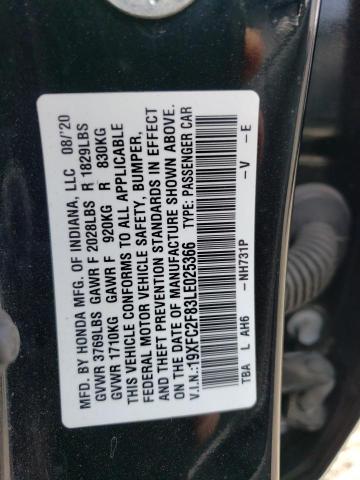 MFG. BY HONDA MFG. OF INDIANA, LLC 08/'20
GVWR 3769LBS GAWR F 2028LBS R 1829LBS
GVWR 1710KG GAWR F 920KG R 830KG
THIS VEHICLE CONFORMS TO ALL APPLICABLE
FEDERAL MOTOR VEHICLE SAFETY, BUMPER,
& THEFT PREVENTION STANDARDS IN EFFECT
ON THE DATE OF MANUFACTURE SHOWN ABOVE.
V.I.N.:19XFC2F83LE025366 TYPE: PASSENGER CAR
TBA L AH6 -NH731P -V -E